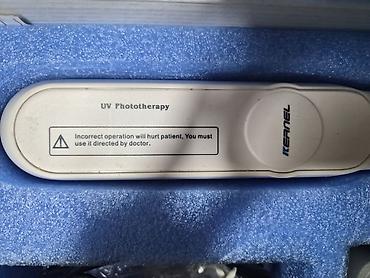 UV Phototherapy
Incorrect operation will hurt patient, You must
use it directed by doctor.
KERNEL